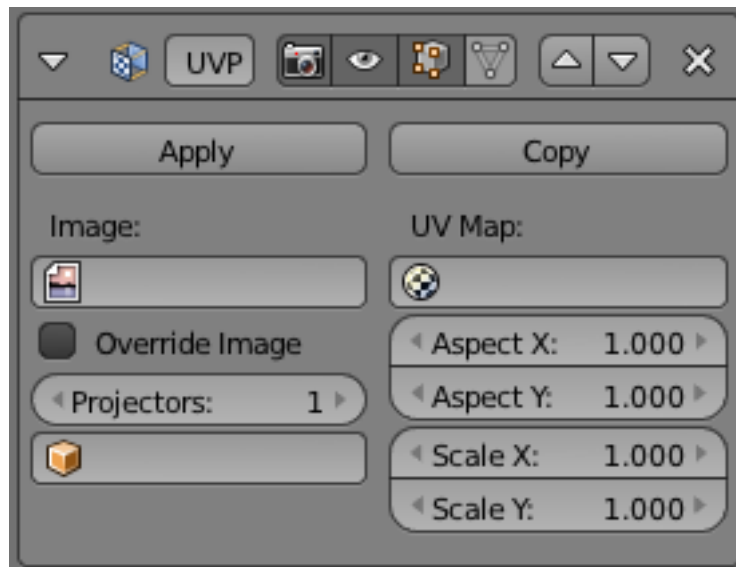 UVP
Apply Copy
Image: UV Map:
Override Image Aspect X: 1.000
Projectors: 1 Aspect Y: 1.000
Scale X: 1.000
Scale Y: 1.000